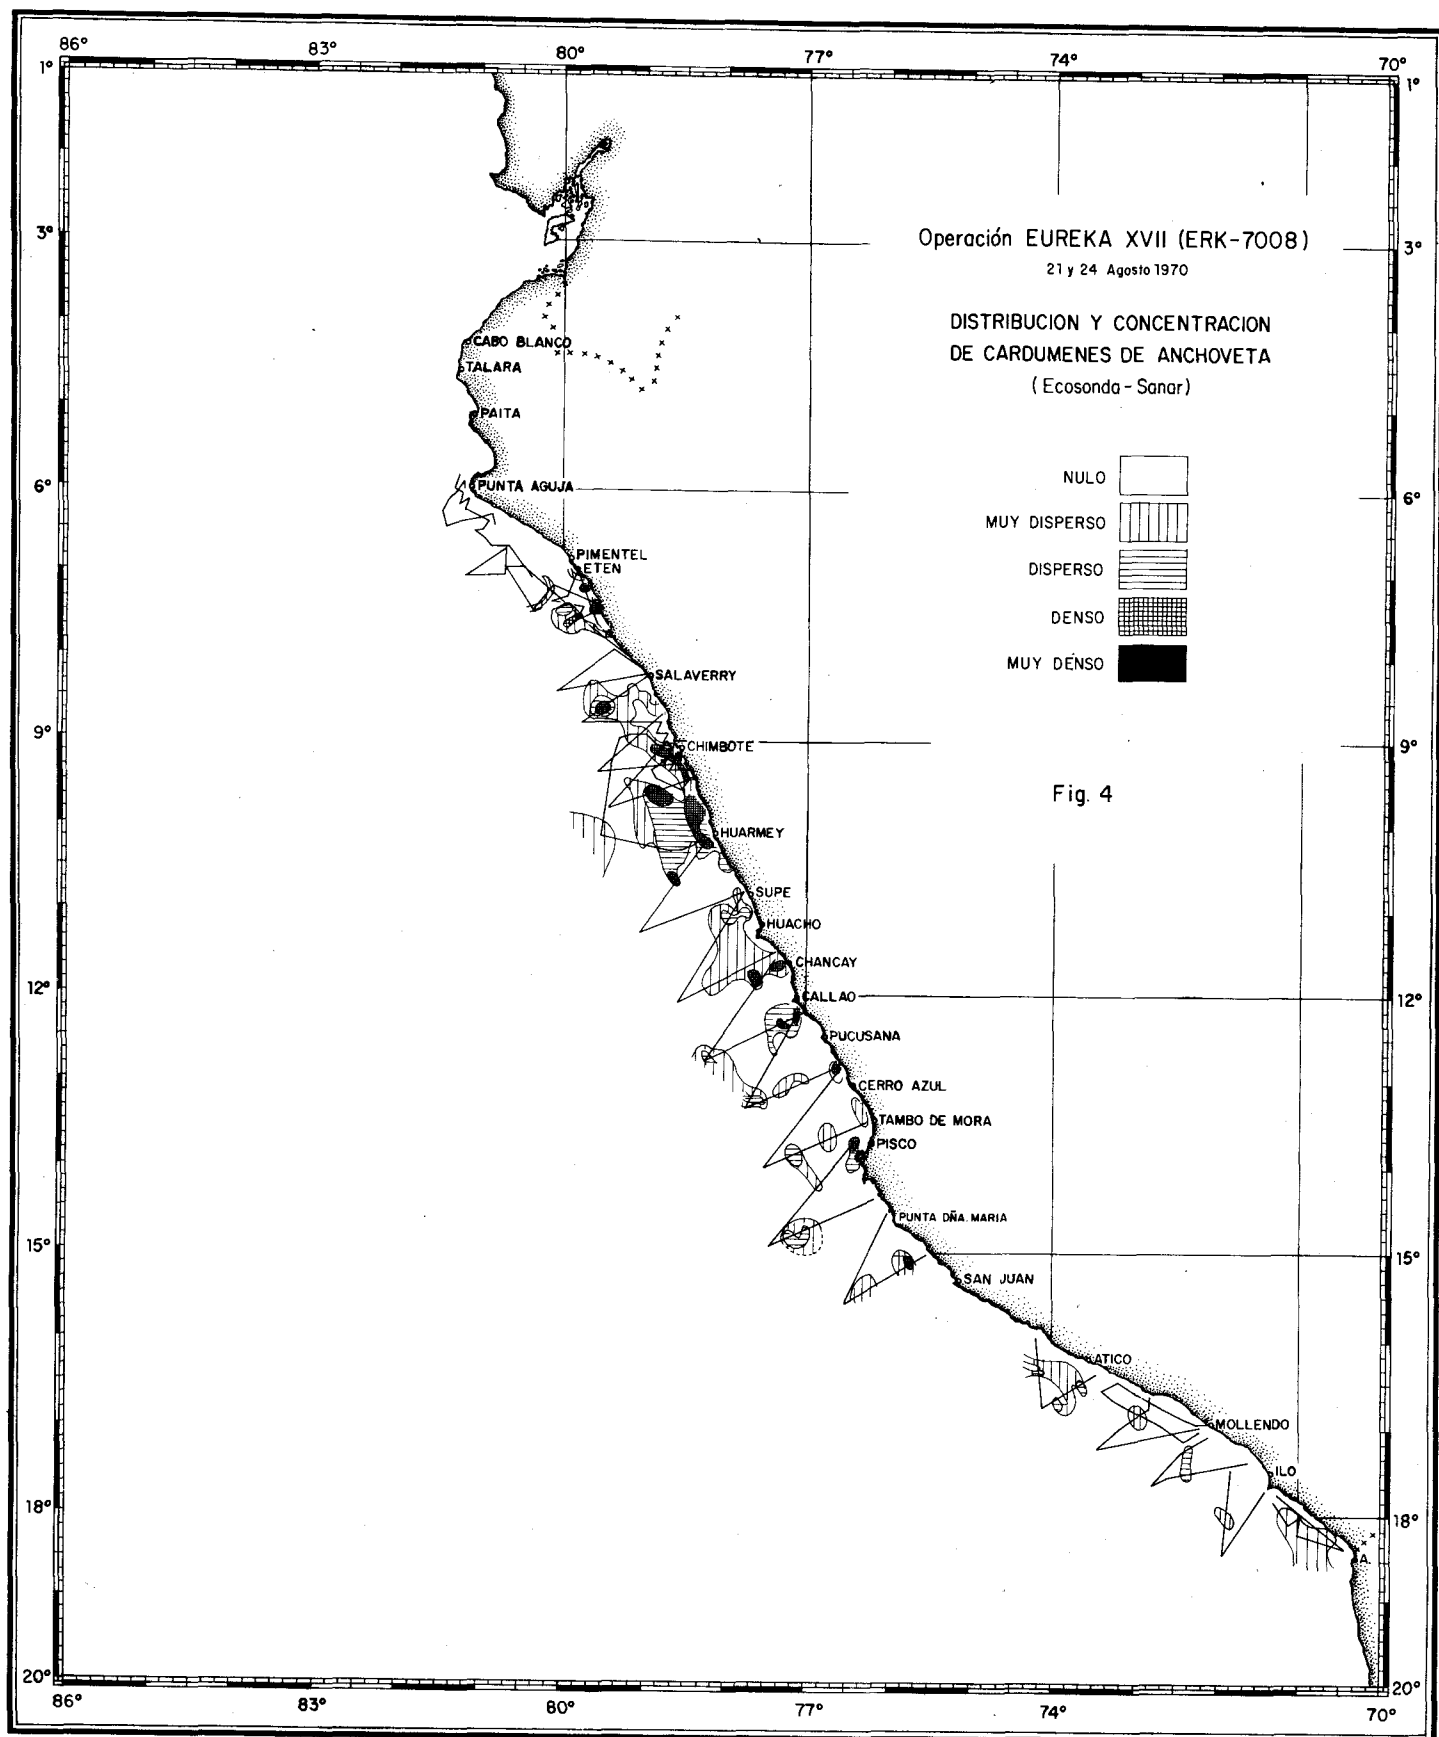 86°
83°
80°
77°
74°
70°
1°
1°
3°
3°
Operación EUREKA XVII (ERK-7008)
21 y 24 Agosto 1970
DISTRIBUCION Y CONCENTRACION
DE CARDUMENES DE ANCHOVETA
(Ecosonda - Sanar)
CABO BLANCO
TALARA
PAITA
6°
PUNTA AGUJA
6°
NULO
MUY DISPERSO
DISPERSO
DENSO
MUY DENSO
PIMENTEL
ETEN
SALAVERRY
9°
CHIMBOTE
9°
Fig. 4
HUARMEY
SUPE
HUACHO
CHANCAY
12°
CALLAO
12°
PUCUSANA
CERRO AZUL
TAMBO DE MORA
PISCO
PUNTA DÑA. MARIA
15°
15°
SAN JUAN
ATICO
MOLLENDO
ILO
18°
18°
A.
20°
20°
86°
83°
80°
77°
74°
70°